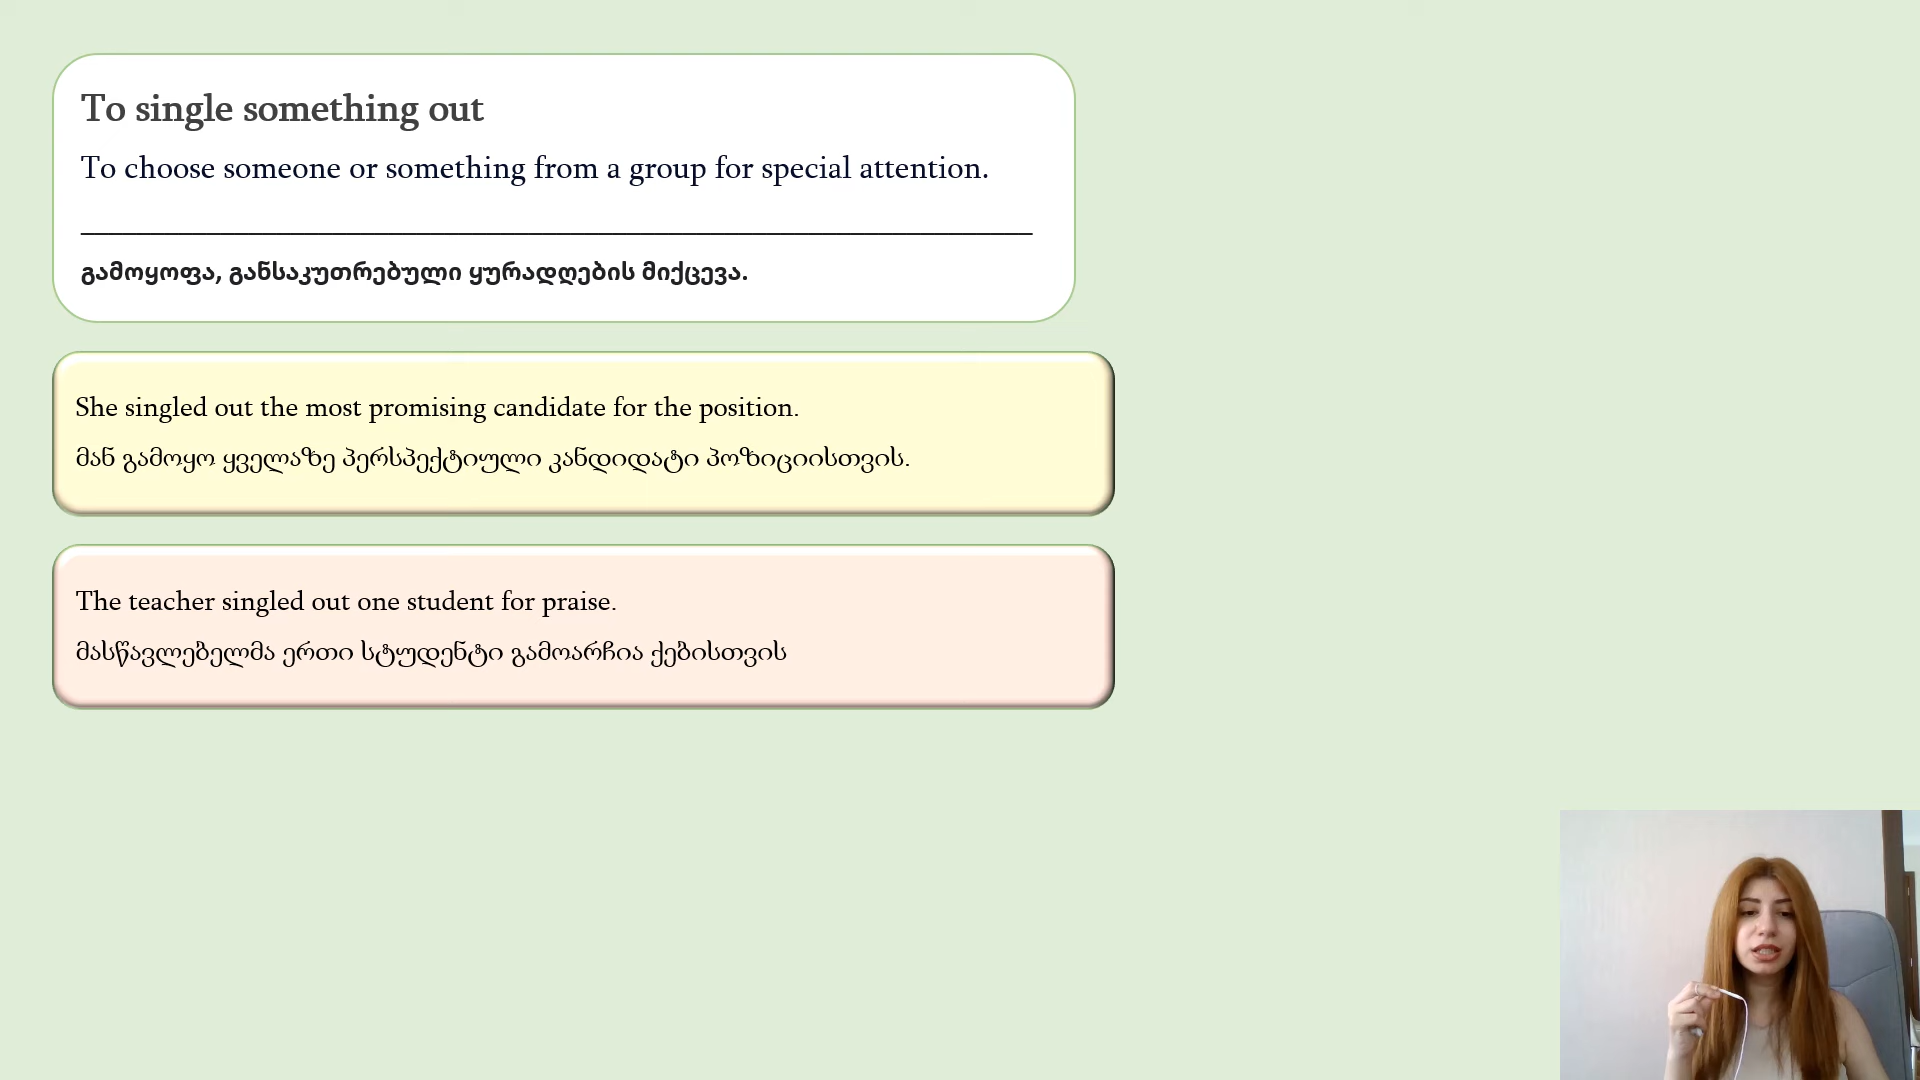 To single something out
To choose someone or something from a group for special attention.
გამოყოფა, განსაკუთრებული ყურადღების მიქცევა.
She singled out the most promising candidate for the position.
მან გამოყო ყველაზე პერსპექტიული კანდიდატი პოზიციისთვის.
The teacher singled out one student for praise.
მასწავლებელმა ერთი სტუდენტი გამოარჩია ქებისთვის